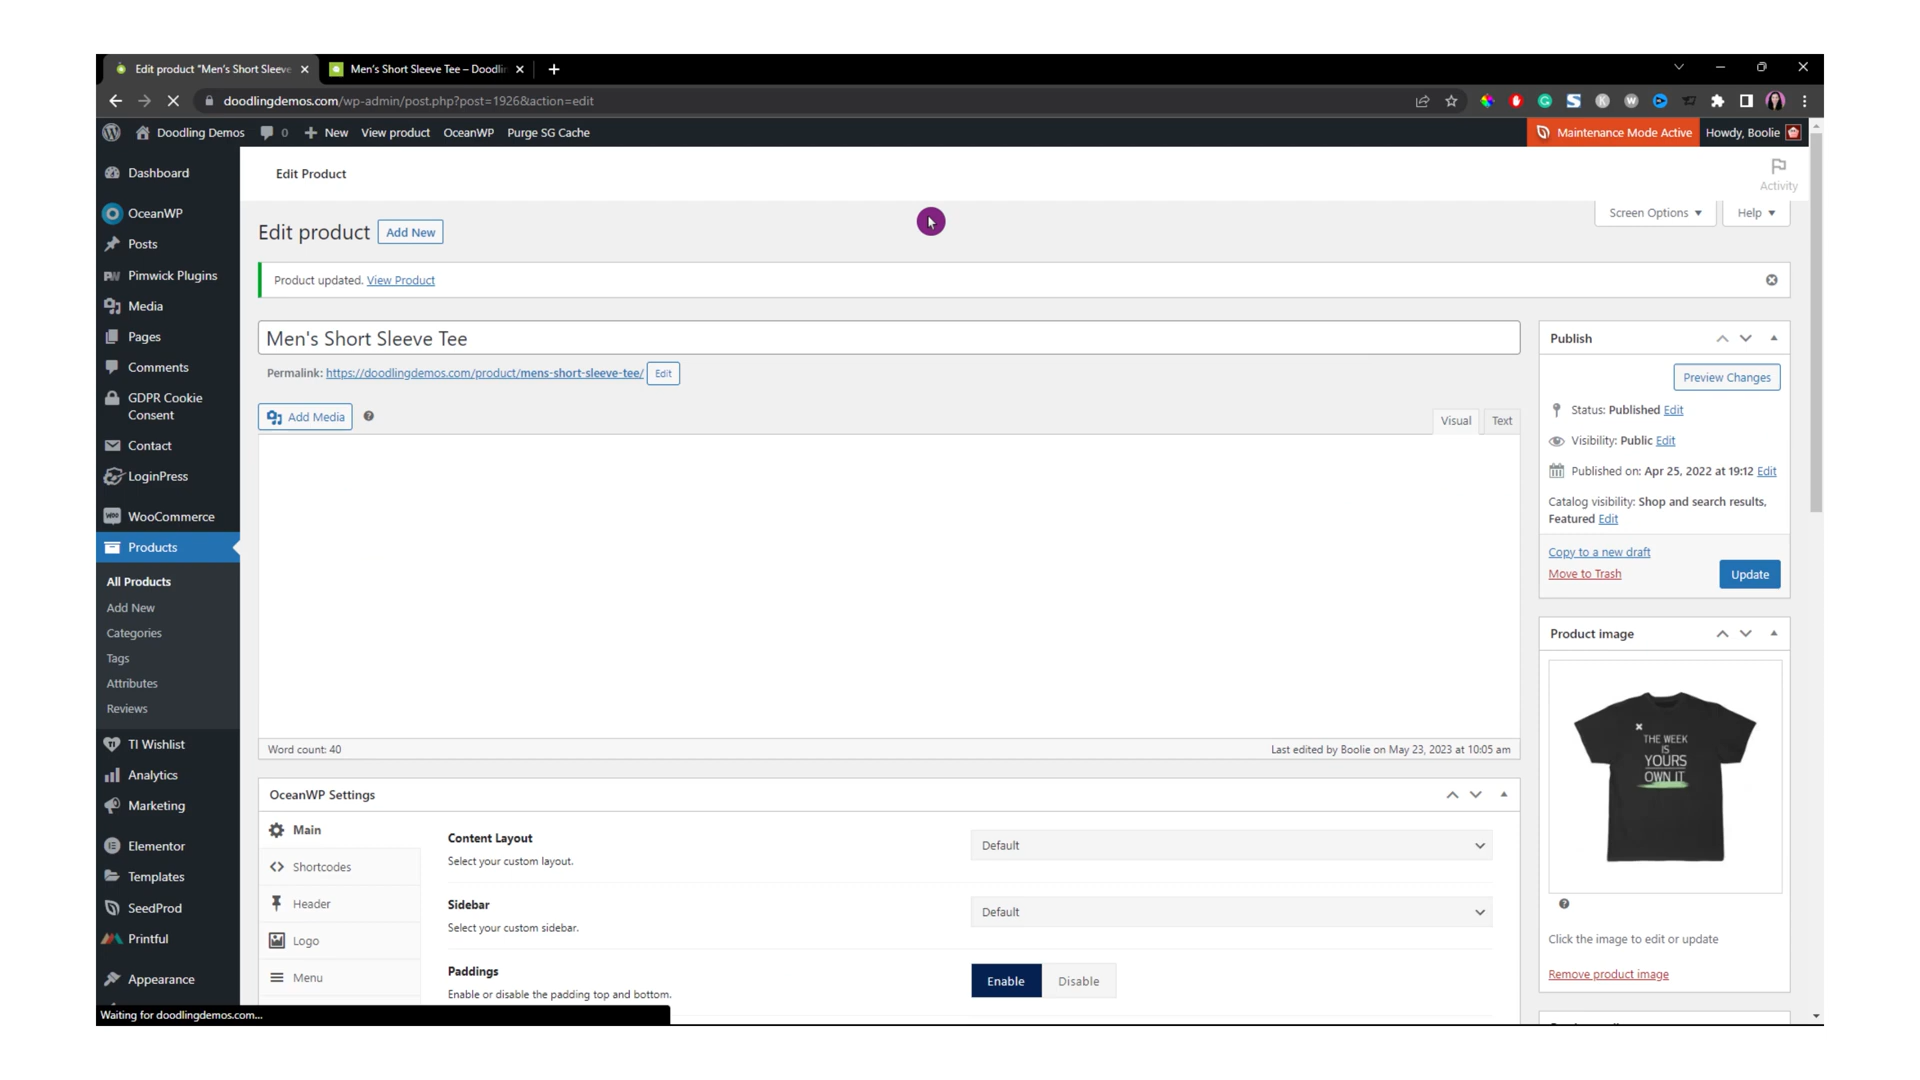 Edit product "Men's Short Sleeve
Men's Short Sleeve Tee – Doodlin
doodlingdemos.com/wp-admin/post.php?post=1926&action=edit
Doodling Demos 0 New View product OceanWP Purge SG Cache
Maintenance Mode Active Howdy, Boolie
Dashboard
OceanWP
Posts
Pimwick Plugins
Media
Pages
Comments
GDPR Cookie
Consent
Contact
LoginPress
WooCommerce
Products
All Products
Add New
Categories
Tags
Attributes
Reviews
TI Wishlist
Analytics
Marketing
Elementor
Templates
SeedProd
Printful
Appearance
Edit Product
Activity
Screen Options
Help
Edit product Add New
Product updated. View Product
Men's Short Sleeve Tee
Permalink: https://doodlingdemos.com/product/mens-short-sleeve-tee/ Edit
Add Media
Visual Text
Word count: 40
Last edited by Boolie on May 23, 2023 at 10:05 am
OceanWP Settings
Main
Shortcodes
Header
Logo
Menu
Content Layout
Select your custom layout.
Default
Sidebar
Select your custom sidebar.
Default
Paddings
Enable or disable the padding top and bottom.
Enable Disable
Publish
Preview Changes
Status: Published Edit
Visibility: Public Edit
Published on: Apr 25, 2022 at 19:12 Edit
Catalog visibility: Shop and search results,
Featured Edit
Copy to a new draft
Move to Trash
Update
Product image
THE WEEK
IS
YOURS
OWN IT
Click the image to edit or update
Remove product image
Waiting for doodlingdemos.com...